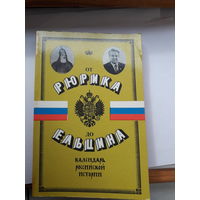 ОТ
РЮРИКА
ДО
ЕЛЬЦИНА
КАЛЕНДАРЬ
РОССИЙСКОЙ
ИСТОРИИ